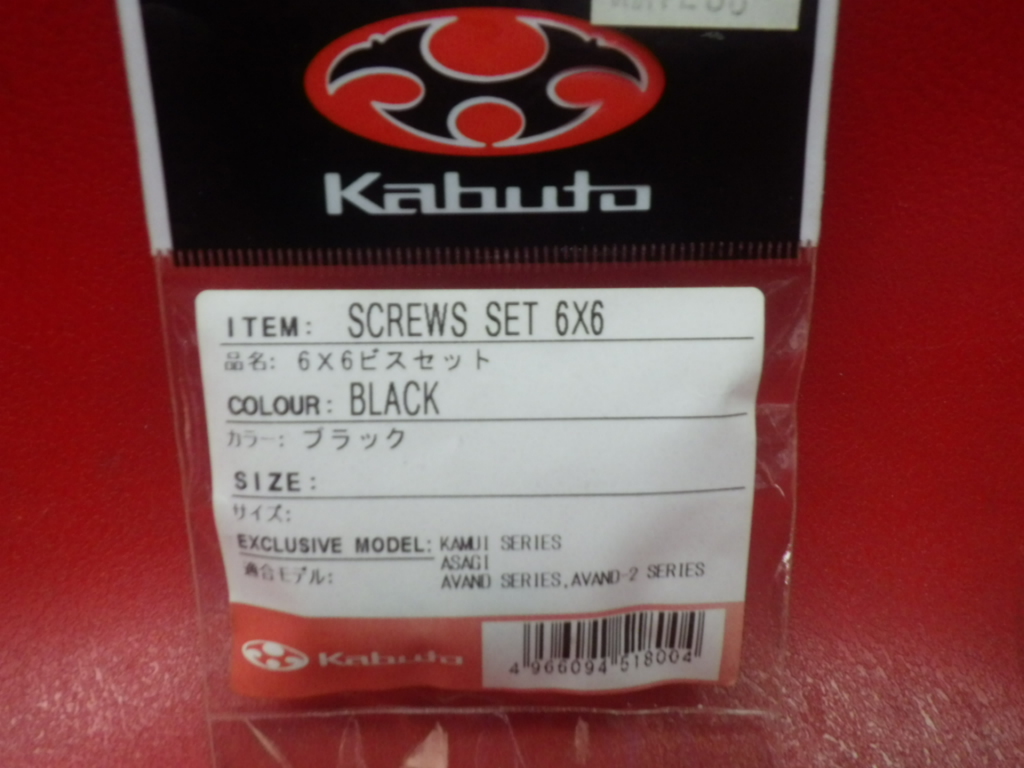 Kabuto
ITEM: SCREWS SET 6X6
品名: 6×6ビスセット
COLOUR: BLACK
カラー: ブラック
SIZE:
サイズ:
EXCLUSIVE MODEL: KAMUI SERIES
ASAGI
適合モデル: AVAND SERIES,AVAND-2 SERIES
Kabuto
4 966094 518004